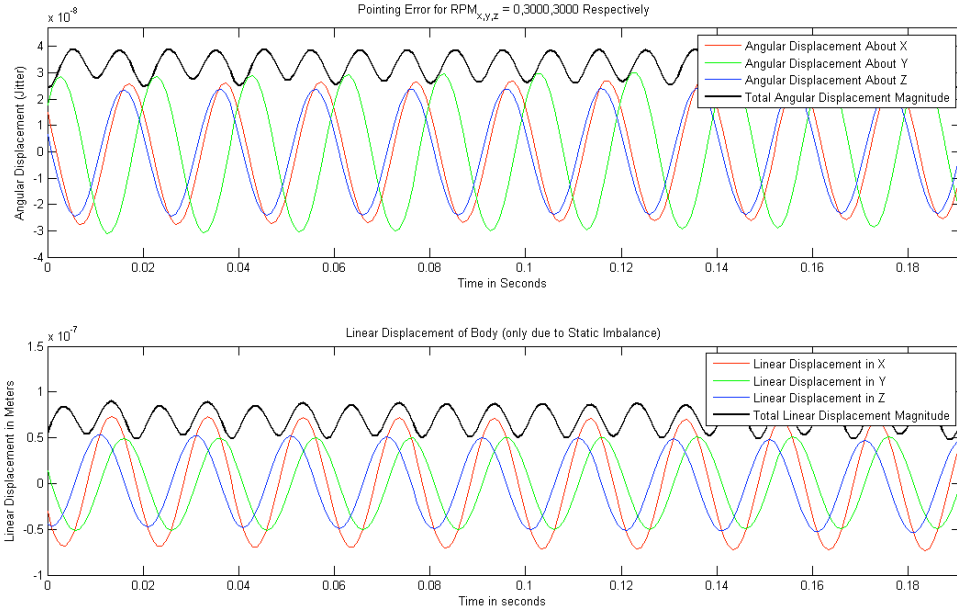 Pointing Error for RPMx,y,z = 0,3000,3000 Respectively
x 10-8
4
3
2
1
0
-1
-2
-3
-4
Angular Displacement (Jitter)
Angular Displacement About X
Angular Displacement About Y
Angular Displacement About Z
Total Angular Displacement Magnitude
0 0.02 0.04 0.06 0.08 0.1 0.12 0.14 0.16 0.18
Time in Seconds
Linear Displacement of Body (only due to Static Imbalance)
x 10-7
1.5
1
0.5
0
-0.5
-1
Linear Displacement in Meters
Linear Displacement in X
Linear Displacement in Y
Linear Displacement in Z
Total Linear Displacement Magnitude
0 0.02 0.04 0.06 0.08 0.1 0.12 0.14 0.16 0.18
Time in seconds